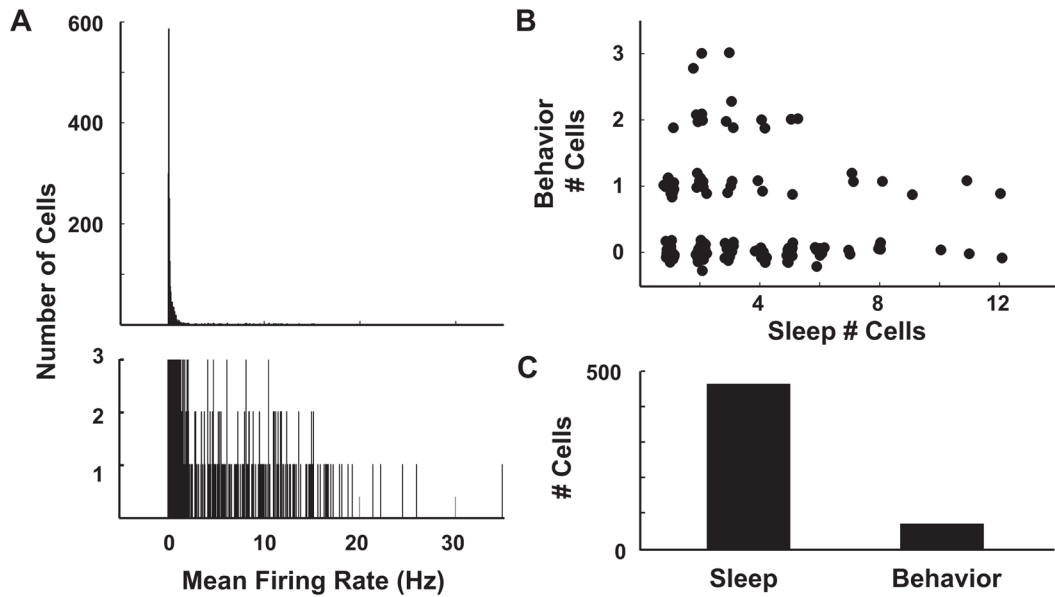 A
600
400
200
Number of Cells
3
2
1
0
10
20
30
Mean Firing Rate (Hz)
B
3
2
1
0
Behavior
# Cells
4
8
12
Sleep # Cells
C
500
0
# Cells
Sleep
Behavior